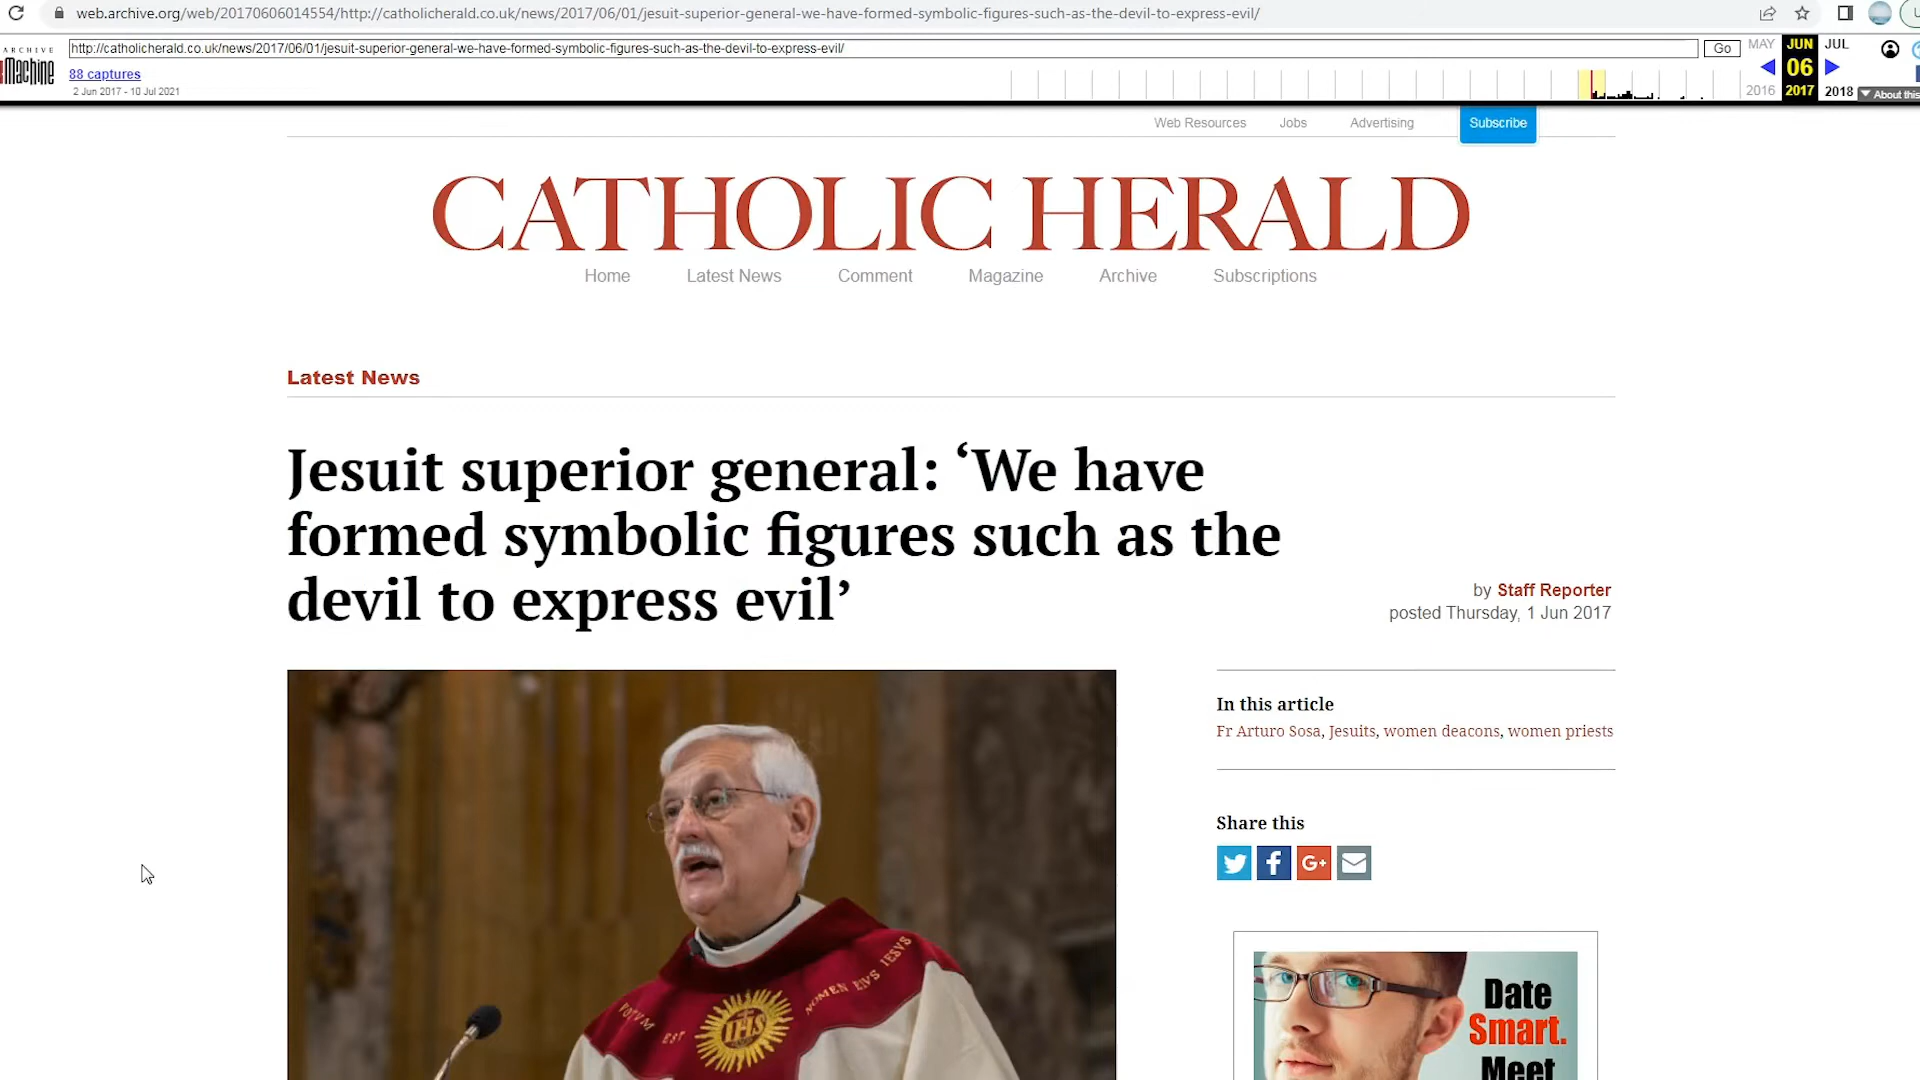 web.archive.org/web/20170606014554/http://catholicherald.co.uk/news/2017/06/01/jesuit-superior-general-we-have-formed-symbolic-figures-such-as-the-devil-to-express-evil/
ARCHIVE
Machine
http://catholicherald.co.uk/news/2017/06/01/jesuit-superior-general-we-have-formed-symbolic-figures-such-as-the-devil-to-express-evil/
Go
MAY JUN JUL
88 captures
06
2 Jun 2017 - 10 Jul 2021
2016 2017 2018
About this
Web Resources Jobs Advertising Subscribe
CATHOLIC HERALD
Home Latest News Comment Magazine Archive Subscriptions
Latest News
Jesuit superior general: ‘We have
formed symbolic figures such as the
devil to express evil’
by Staff Reporter
posted Thursday, 1 Jun 2017
In this article
Fr Arturo Sosa, Jesuits, women deacons, women priests
Share this
G+
VOTVM EST
IHS
NOMEN EIVS IESVS
Date
Smart.
Meet